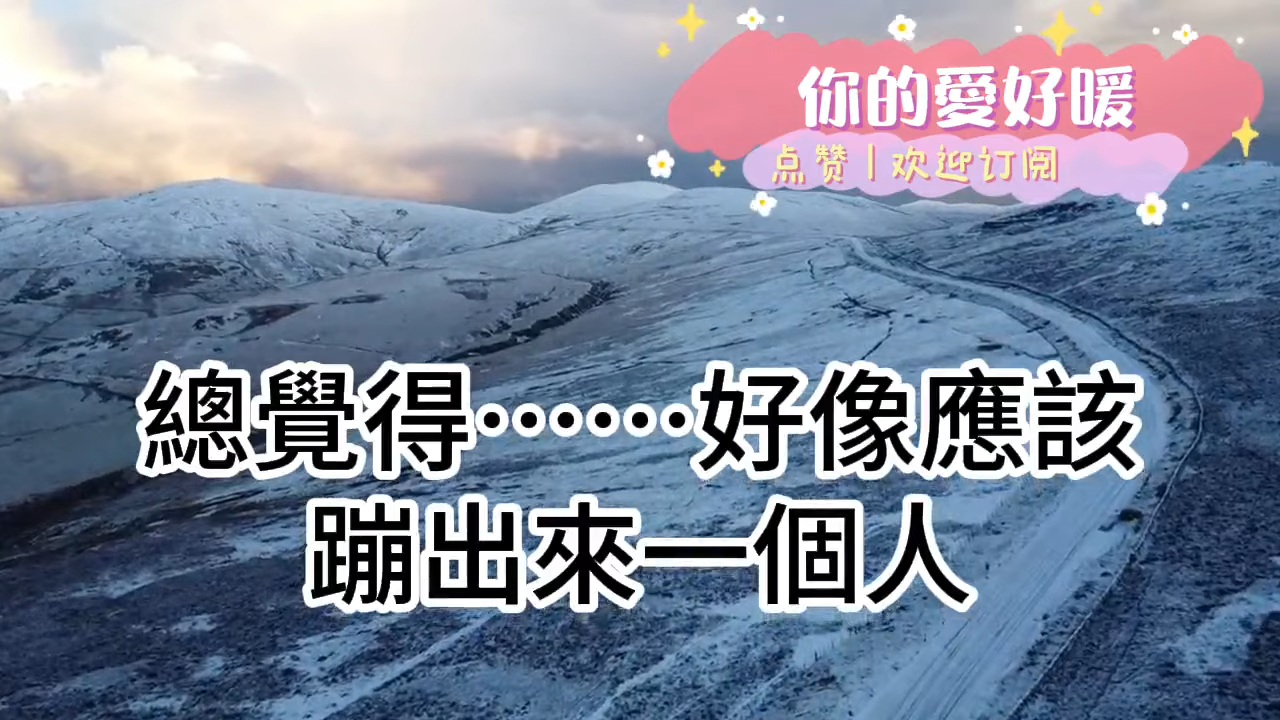 你的愛好暖
点赞 | 欢迎订阅
總覺得⋯⋯好像應該
蹦出來一個人